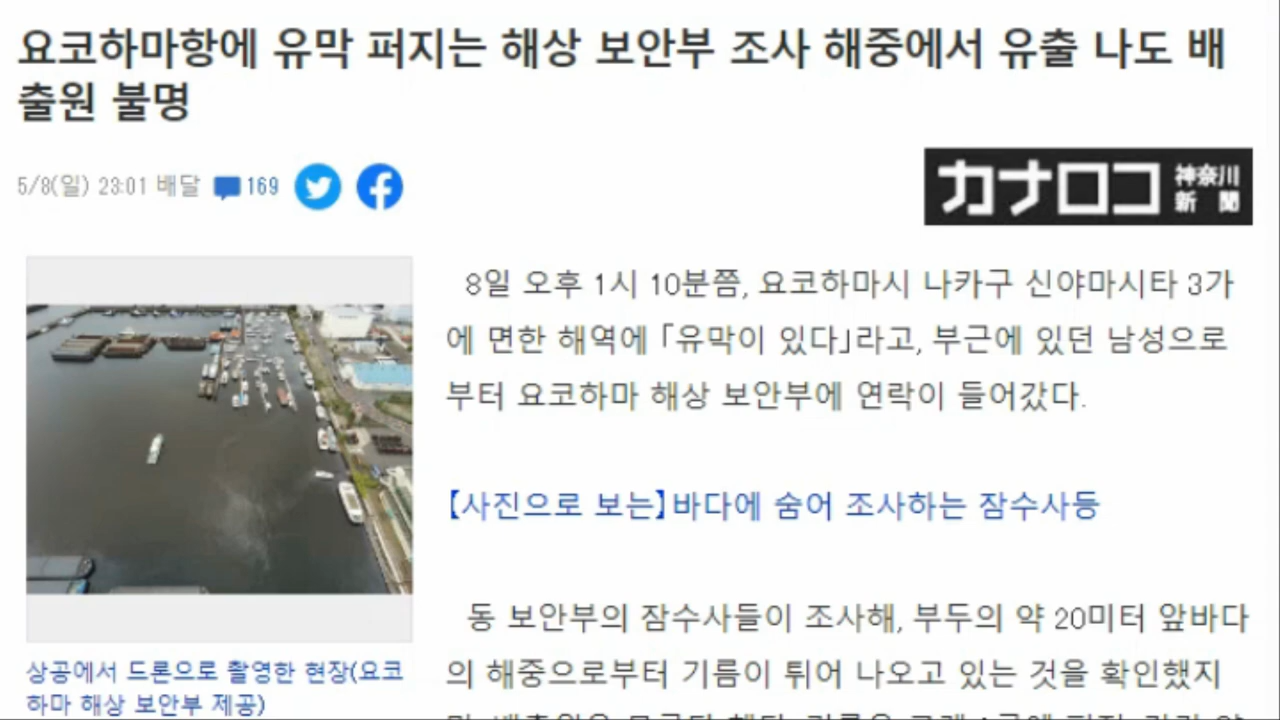 요코하마항에 유막 퍼지는 해상 보안부 조사 해중에서 유출 나도 배
출원 불명
5/8(일) 23:01 배달 169
カナロコ 神奈川
新聞
8일 오후 1시 10분쯤, 요코하마시 나카구 신야마시타 3가
에 면한 해역에 「유막이 있다」라고, 부근에 있던 남성으로
부터 요코하마 해상 보안부에 연락이 들어갔다.
【사진으로 보는】바다에 숨어 조사하는 잠수사등
동 보안부의 잠수사들이 조사해, 부두의 약 20미터 앞바다
의 해중으로부터 기름이 튀어 나오고 있는 것을 확인했지
상공에서 드론으로 촬영한 현장(요코
하마 해상 보안부 제공)